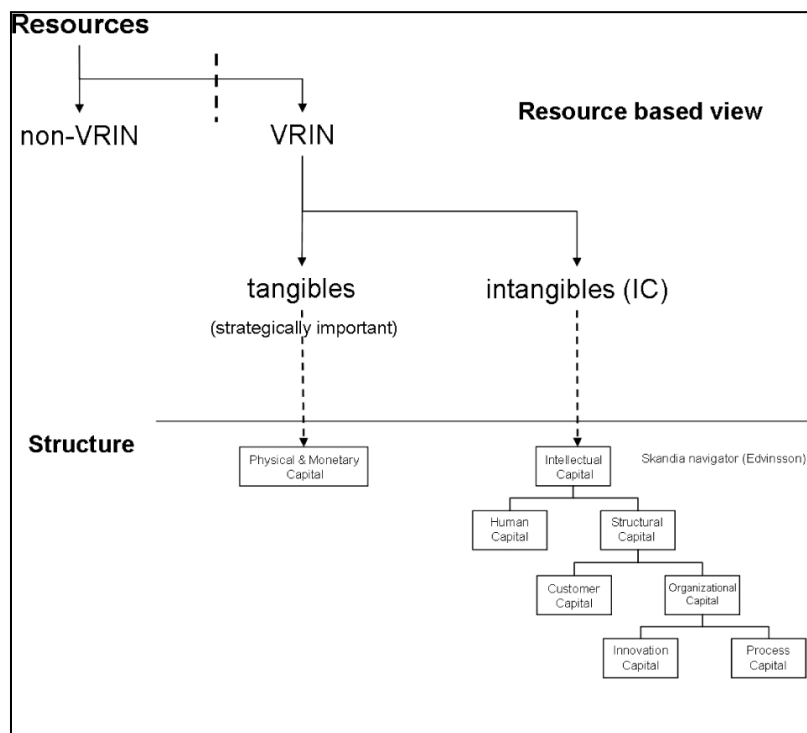 Resources
non-VRIN
VRIN
Resource based view
tangibles
(strategically important)
intangibles (IC)
Structure
Physical & Monetary
Capital
Intellectual
Capital
Skandia navigator (Edvinsson)
Human
Capital
Structural
Capital
Customer
Capital
Organizational
Capital
Innovation
Capital
Process
Capital